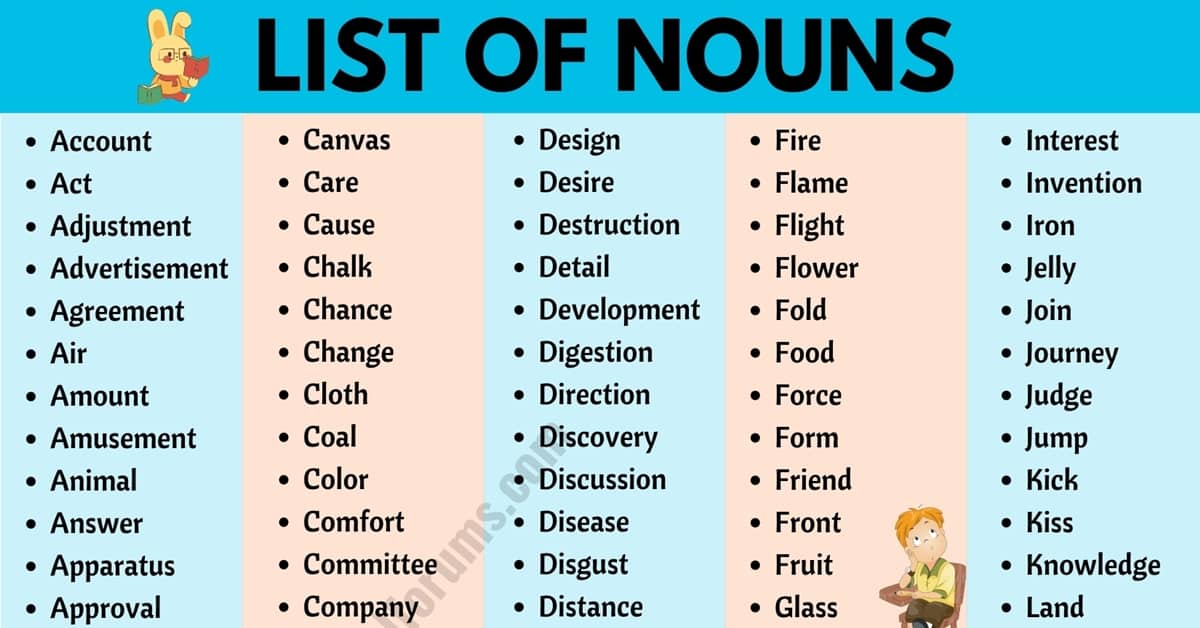 LIST OF NOUNS
• Account
• Act
• Adjustment
• Advertisement
• Agreement
• Air
• Amount
• Amusement
• Animal
• Answer
• Apparatus
• Approval
• Canvas
• Care
• Cause
• Chalk
• Chance
• Change
• Cloth
• Coal
• Color
• Comfort
• Committee
• Company
• Design
• Desire
• Destruction
• Detail
• Development
• Digestion
• Direction
• Discovery
• Discussion
• Disease
• Disgust
• Distance
• Fire
• Flame
• Flight
• Flower
• Fold
• Food
• Force
• Form
• Friend
• Front
• Fruit
• Glass
• Interest
• Invention
• Iron
• Jelly
• Join
• Journey
• Judge
• Jump
• Kick
• Kiss
• Knowledge
• Land
forums.com